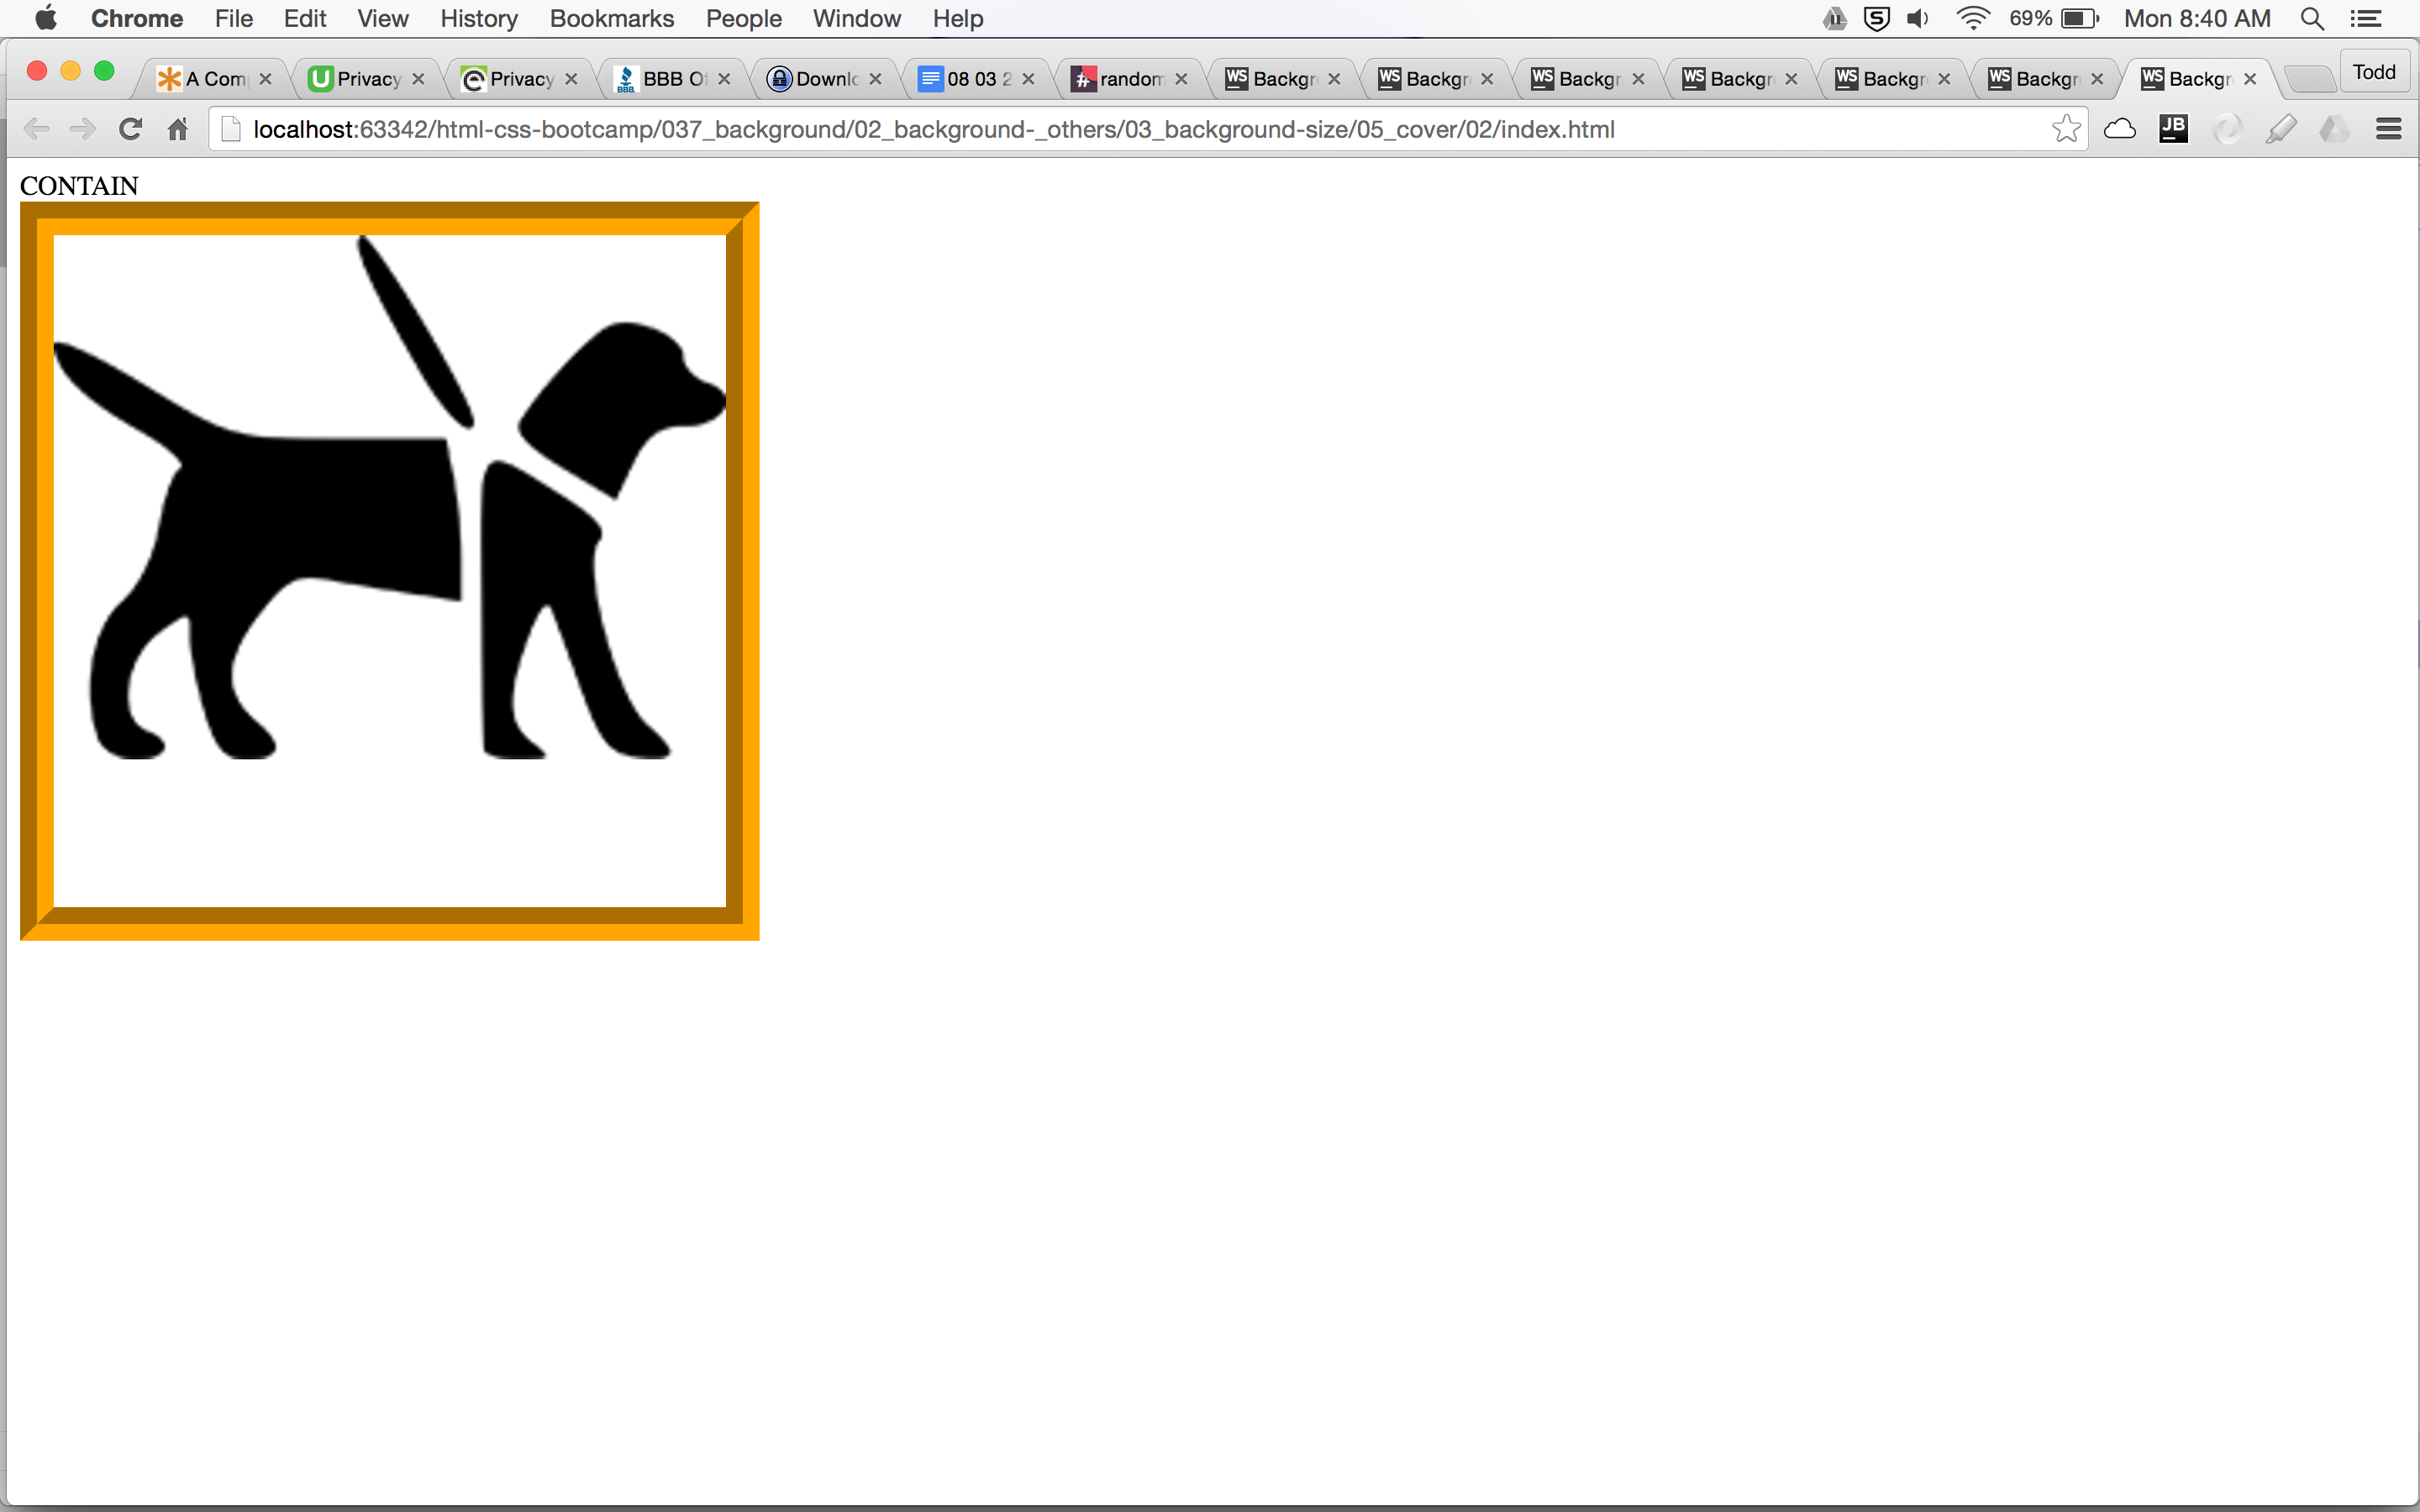 Chrome File Edit View History Bookmarks People Window Help 69% Mon 8:40 AM
A Com Privacy Privacy BBB O Downlo 08 03 2 random Backgr Backgr Backgr Backgr Backgr Backgr Backgr Todd
localhost:63342/html-css-bootcamp/037_background/02_background-_others/03_background-size/05_cover/02/index.html
CONTAIN